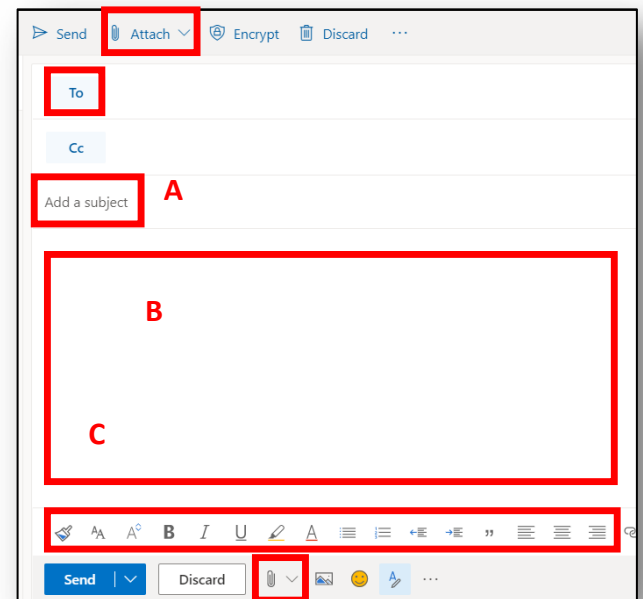 Send Attach Encrypt Discard ...
To
Cc
Add a subject A
B
C
B I U A
Send Discard ...